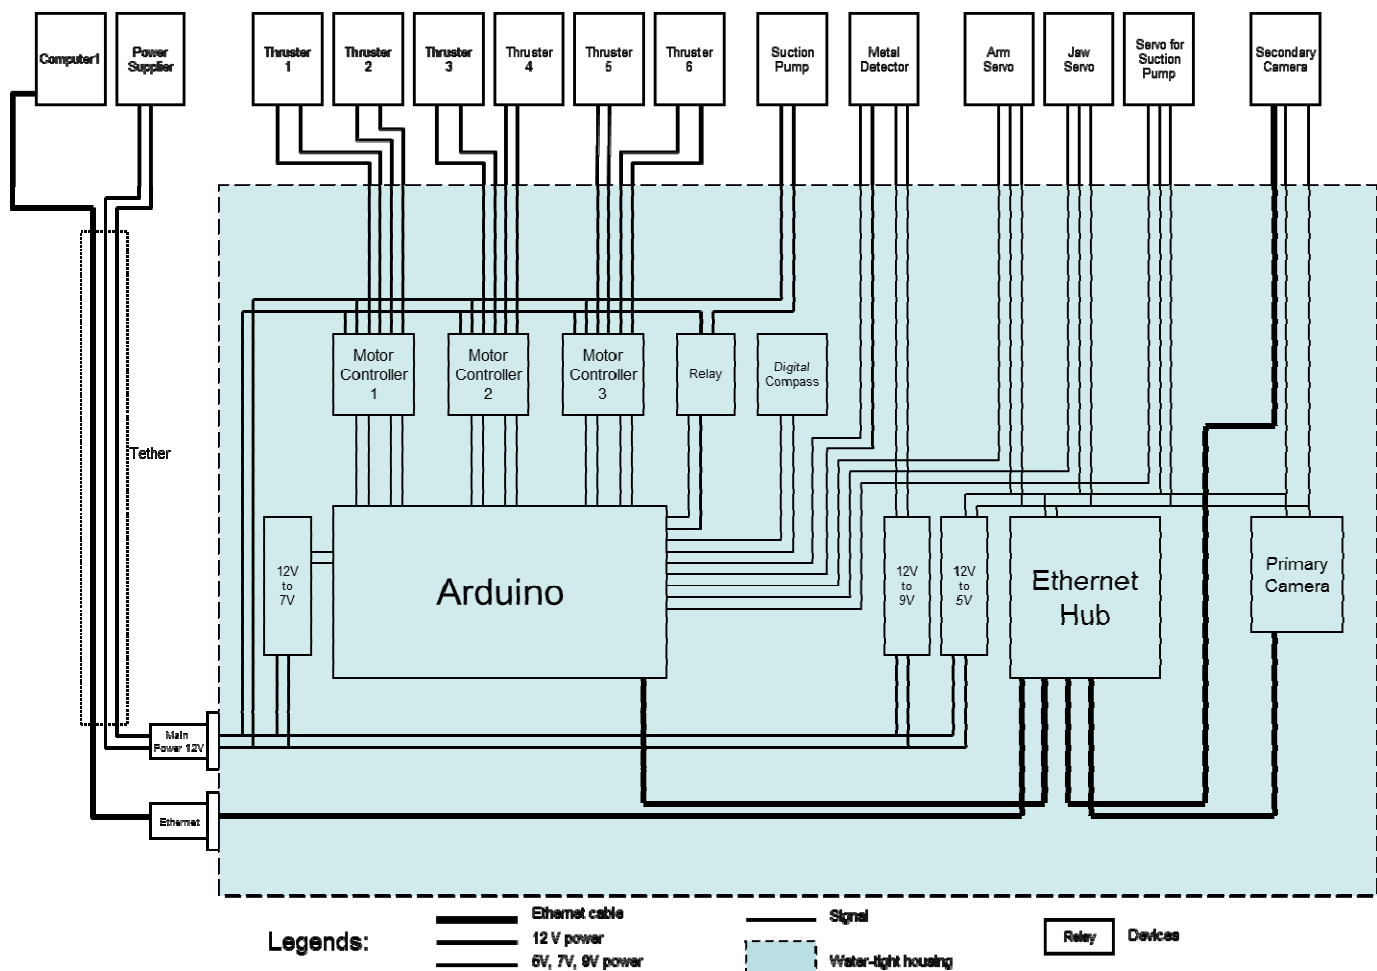 Computer1
Power
Supplier
Thruster
1
Thruster
2
Thruster
3
Thruster
4
Thruster
5
Thruster
6
Suction
Pump
Metal
Detector
Arm
Servo
Jaw
Servo
Servo for
Suction
Pump
Secondary
Camera
Motor
Controller
1
Motor
Controller
2
Motor
Controller
3
Relay
Digital
Compass
Tether
12V
to
7V
Arduino
12V
to
9V
12V
to
5V
Ethernet
Hub
Primary
Camera
Main
Power 12V
Ethernet
Legends:
Ethernet cable
12 V power
5V, 7V, 9V power
Signal
Water-tight housing
Relay
Devices